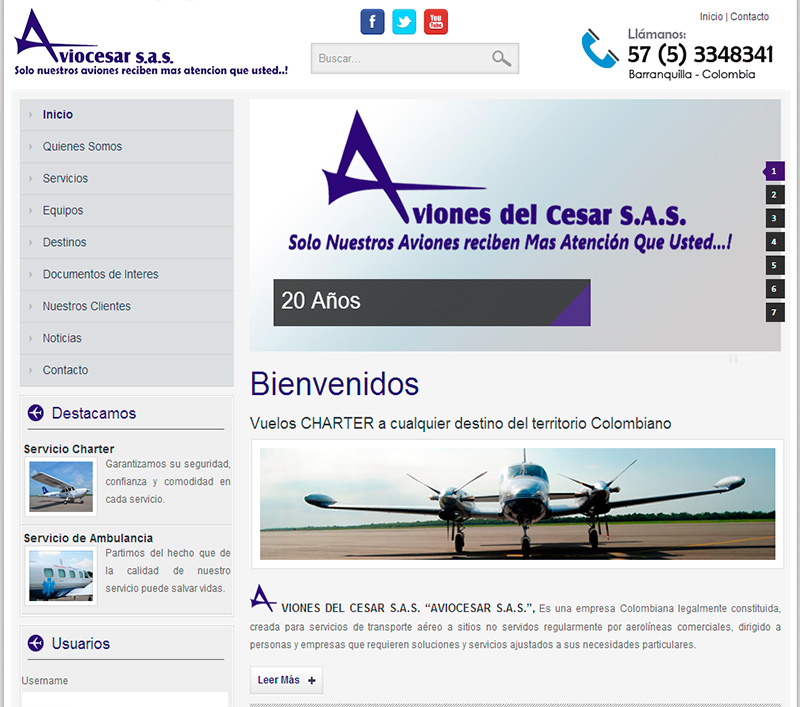 Aviocesar s.a.s.
Solo nuestros aviones reciben mas atencion que usted..!
You Tube
Buscar...
Inicio | Contacto
Llámanos:
57 (5) 3348341
Barranquilla - Colombia
Inicio
Quienes Somos
Servicios
Equipos
Destinos
Documentos de Interes
Nuestros Clientes
Noticias
Contacto
Aviones del Cesar S.A.S.
Solo Nuestros Aviones reciben Mas Atención Que Usted...!
20 Años
1
2
3
4
5
6
7
Destacamos
Servicio Charter
Garantizamos su seguridad,
confianza y comodidad en
cada servicio.
Servicio de Ambulancia
Partimos del hecho que de
la calidad de nuestro
servicio puede salvar vidas.
Usuarios
Username
Bienvenidos
Vuelos CHARTER a cualquier destino del territorio Colombiano
AVIONES DEL CESAR S.A.S. “AVIOCESAR S.A.S.”, Es una empresa Colombiana legalmente constituida,
creada para servicios de transporte aéreo a sitios no servidos regularmente por aerolíneas comerciales, dirigido a
personas y empresas que requieren soluciones y servicios ajustados a sus necesidades particulares.
Leer Más +